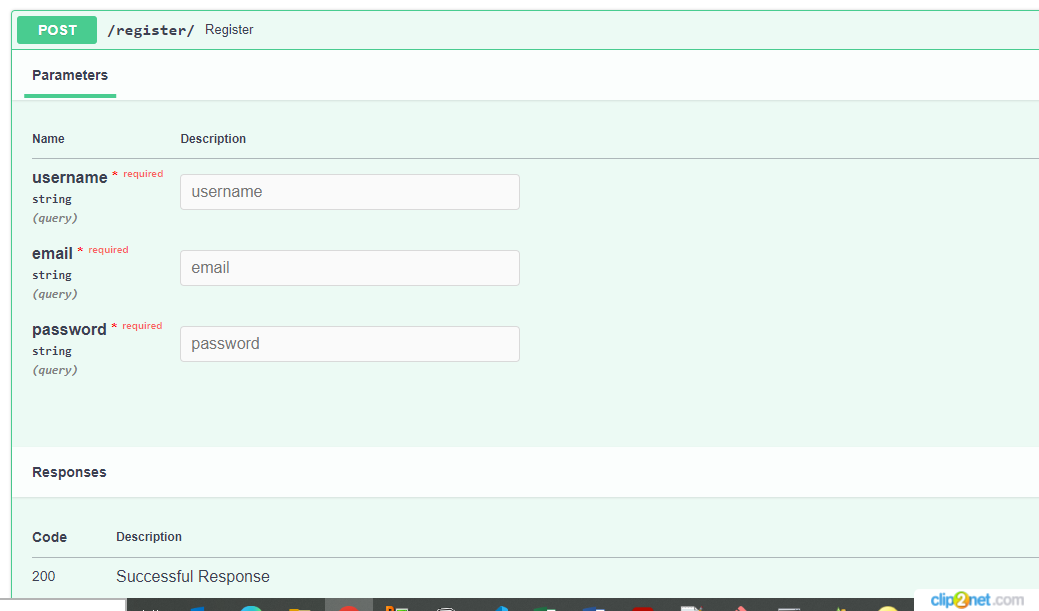 POST /register/ Register
Parameters
Name Description
username * required
string
(query)
username
email * required
string
(query)
email
password * required
string
(query)
password
Responses
Code Description
200 Successful Response
clip2net.com